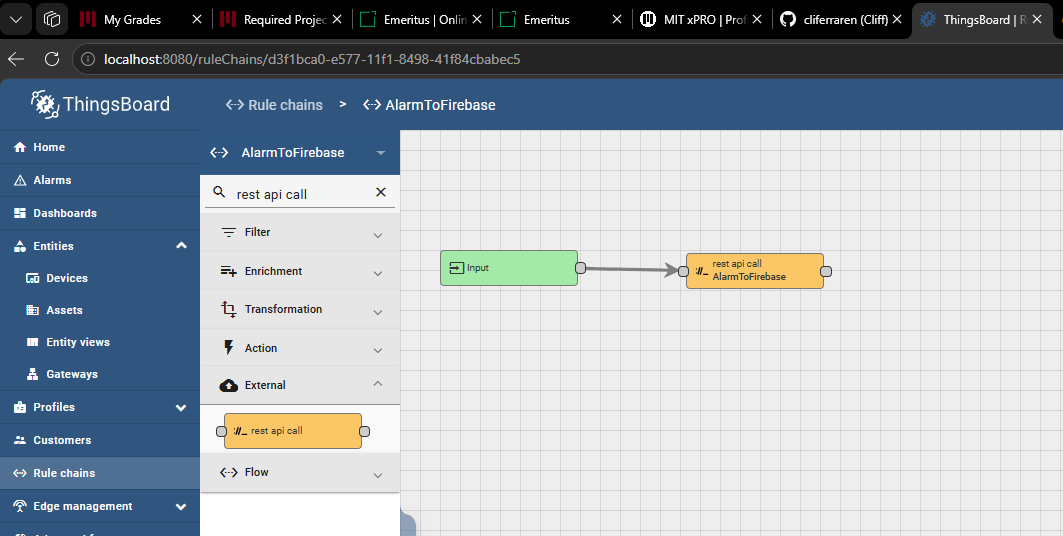 My Grades
Required Projec
Emeritus | Onlin
Emeritus
MIT xPRO | Prof
cliferraren (Cliff)
ThingsBoard | R
localhost:8080/ruleChains/d3f1bca0-e577-11f1-8498-41f84cbabec5
ThingsBoard
Rule chains > AlarmToFirebase
Home
Alarms
Dashboards
Entities
Devices
Assets
Entity views
Gateways
Profiles
Customers
Rule chains
Edge management
AlarmToFirebase
rest api call
Filter
Enrichment
Transformation
Action
External
rest api call
Flow
Input
rest api call
AlarmToFirebase